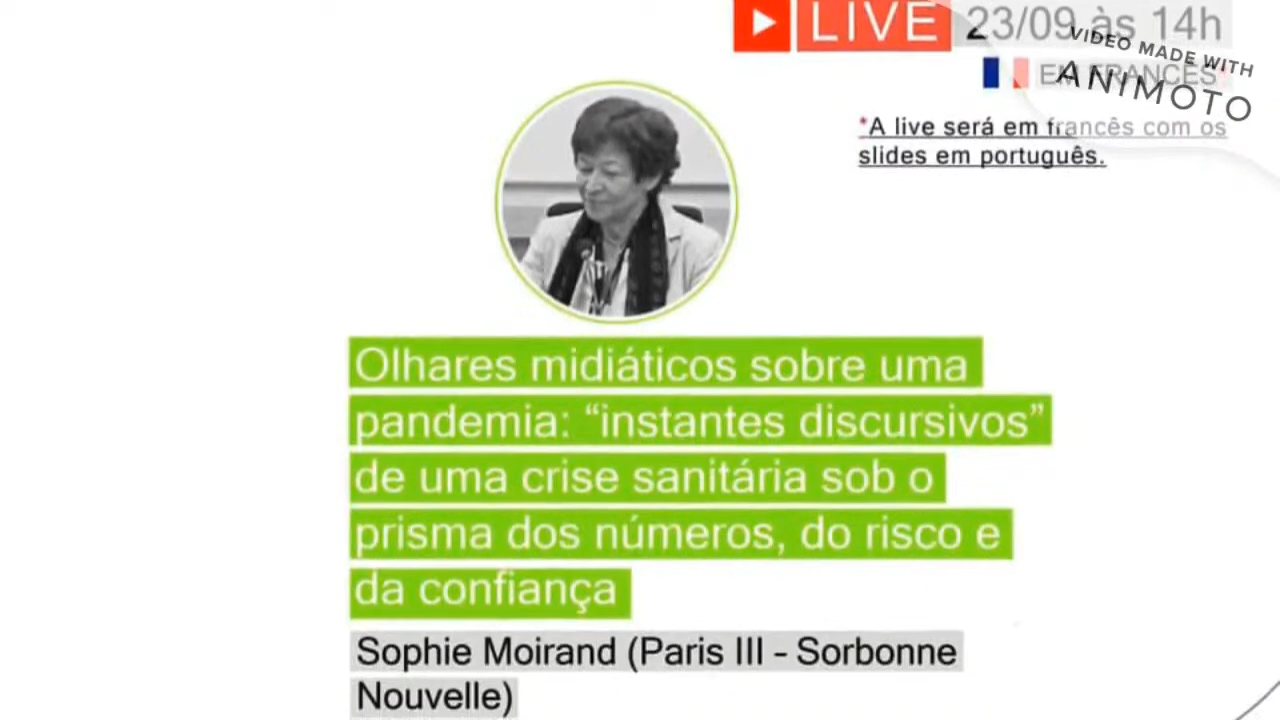 LIVE 23/09 às 14h
EM FRANCÊS*
VIDEO MADE WITH
ANIMOTO
*A live será em francês com os
slides em português.
Olhares midiáticos sobre uma
pandemia: “instantes discursivos”
de uma crise sanitária sob o
prisma dos números, do risco e
da confiança
Sophie Moirand (Paris III - Sorbonne
Nouvelle)